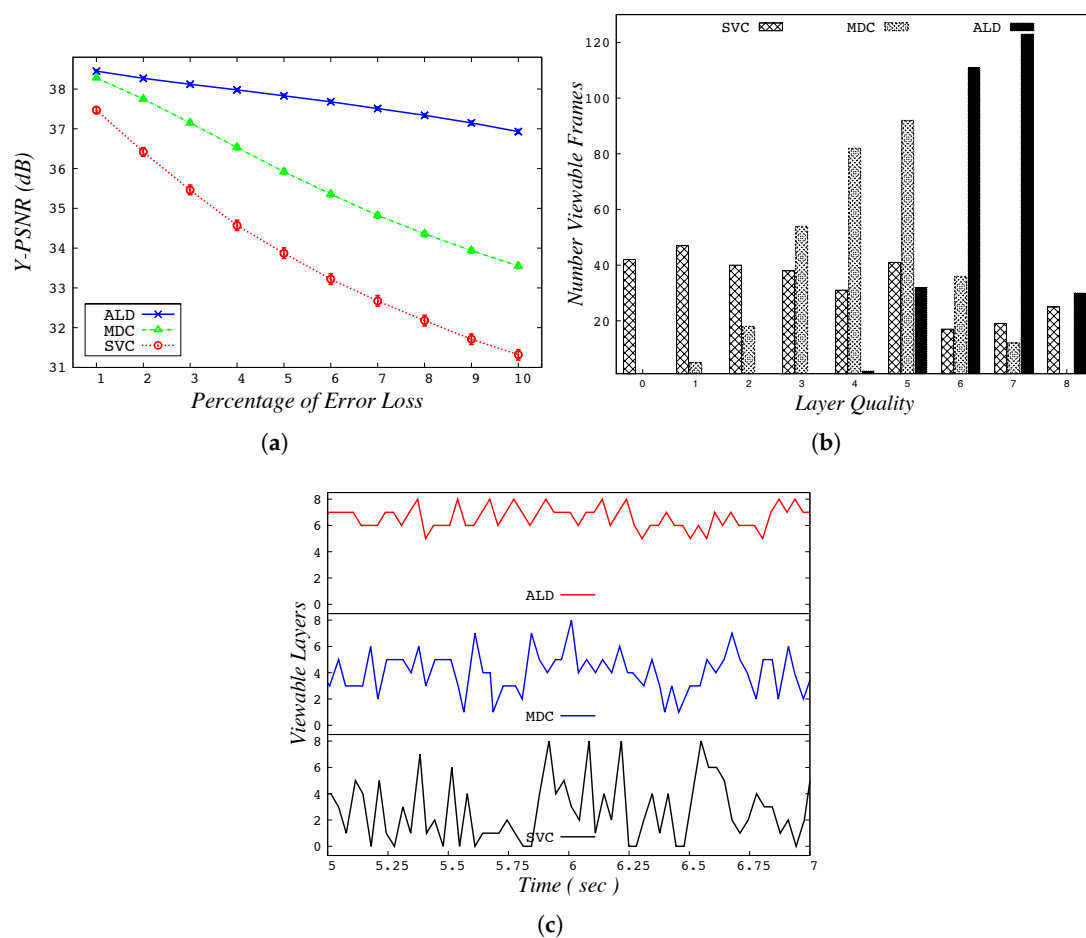 38
37
36
35
34
33
32
31
Y-PSNR (dB)
ALD
MDC
SVC
1 2 3 4 5 6 7 8 9 10
Percentage of Error Loss
(a)
SVC MDC ALD
120
100
80
60
40
20
Number Viewable Frames
0 1 2 3 4 5 6 7 8
Layer Quality
(b)
8
6
4
2
0
ALD
8
6
4
2
0
MDC
8
6
4
2
0
SVC
Viewable Layers
5 5.25 5.5 5.75 6 6.25 6.5 6.75 7
Time ( sec )
(c)